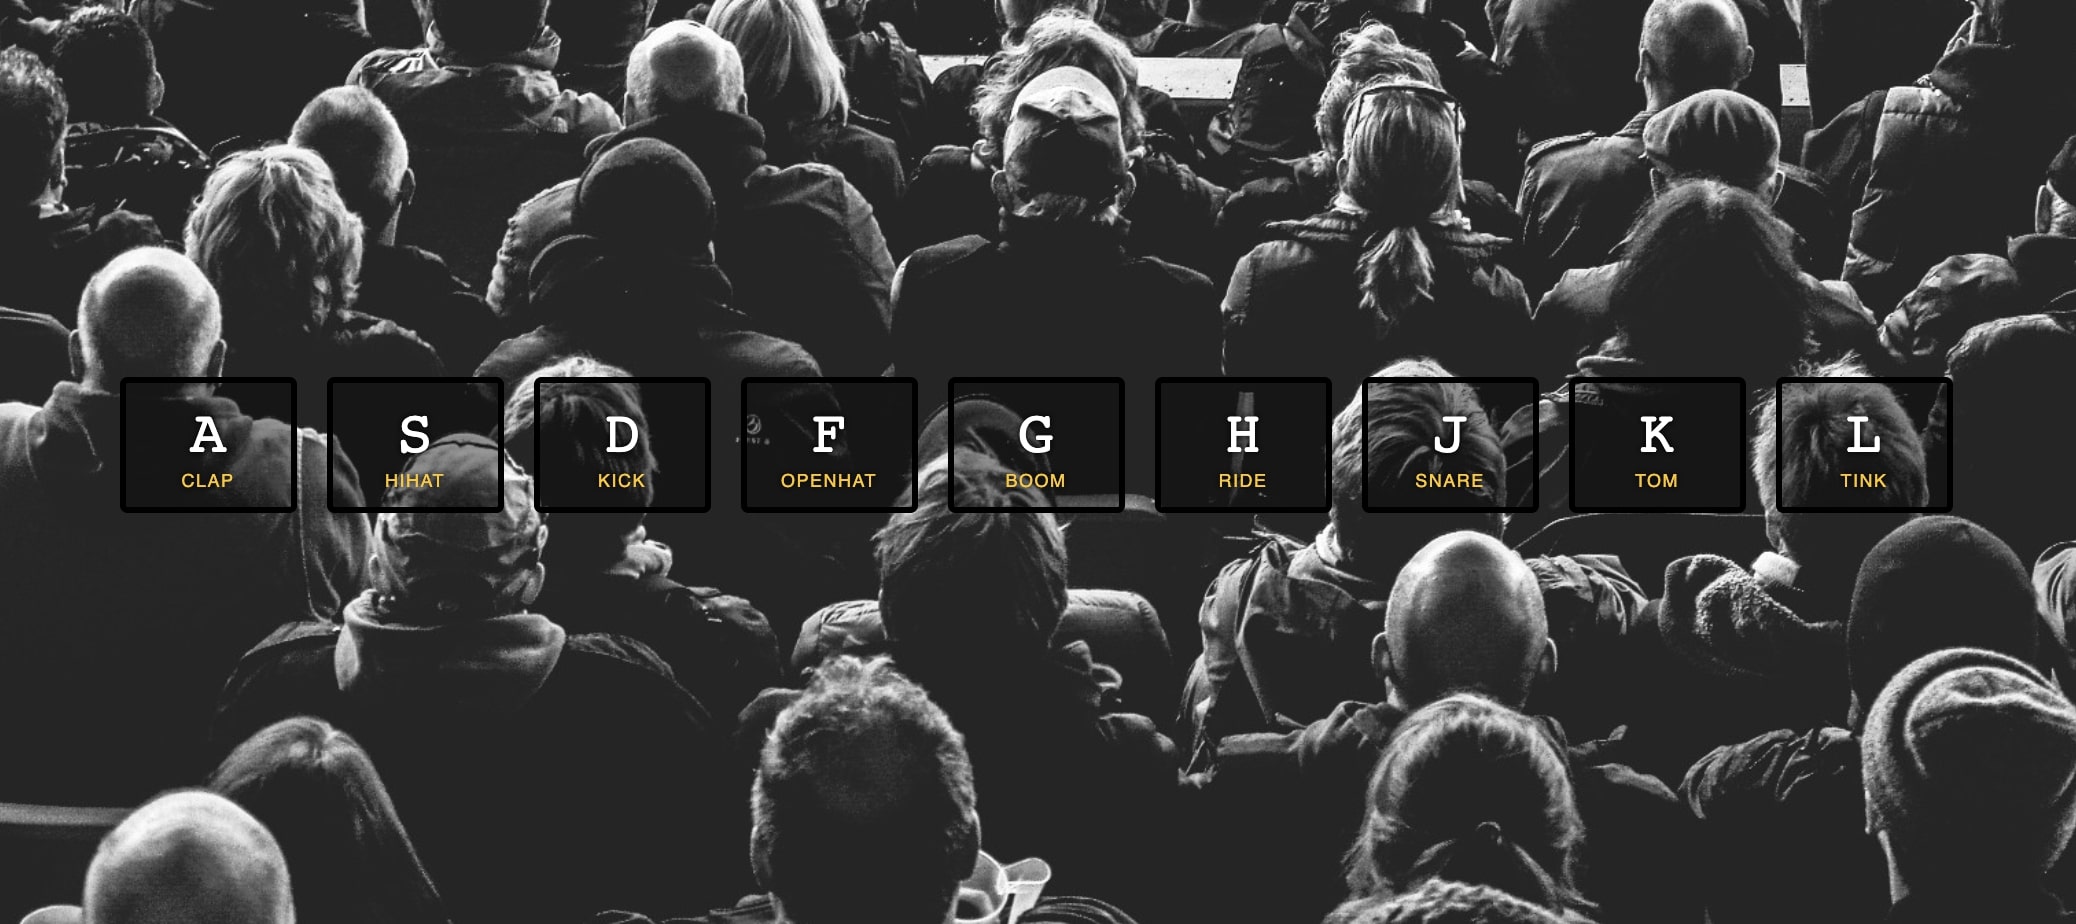 A S D F G H J K L
CLAP HIHAT KICK OPENHAT BOOM RIDE SNARE TOM TINK